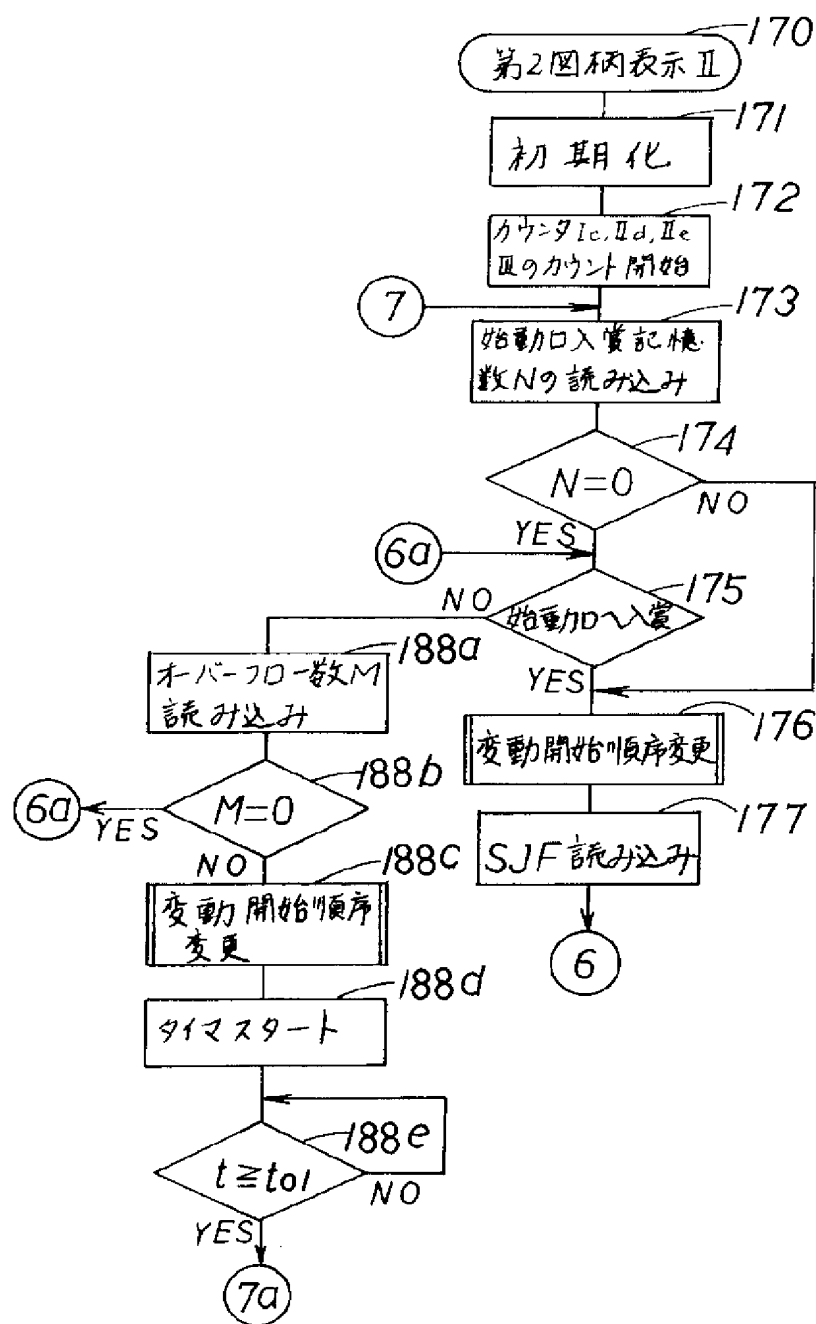 170
第2図柄表示Ⅱ
171
初期化
172
カウンタIc,Ⅱd,Ⅱe
Ⅲのカウント開始
7
173
始動口入賞記憶
数Nの読み込み
174
N=0
NO
YES
6a
175
始動口へ入賞
NO
YES
188a
オーバーフロー数M
読み込み
176
変動開始順序変更
188b
M=0
6a
YES
NO
177
SJF読み込み
6
188c
変動開始順序
変更
188d
タイマスタート
188e
t≧to1
NO
YES
7a